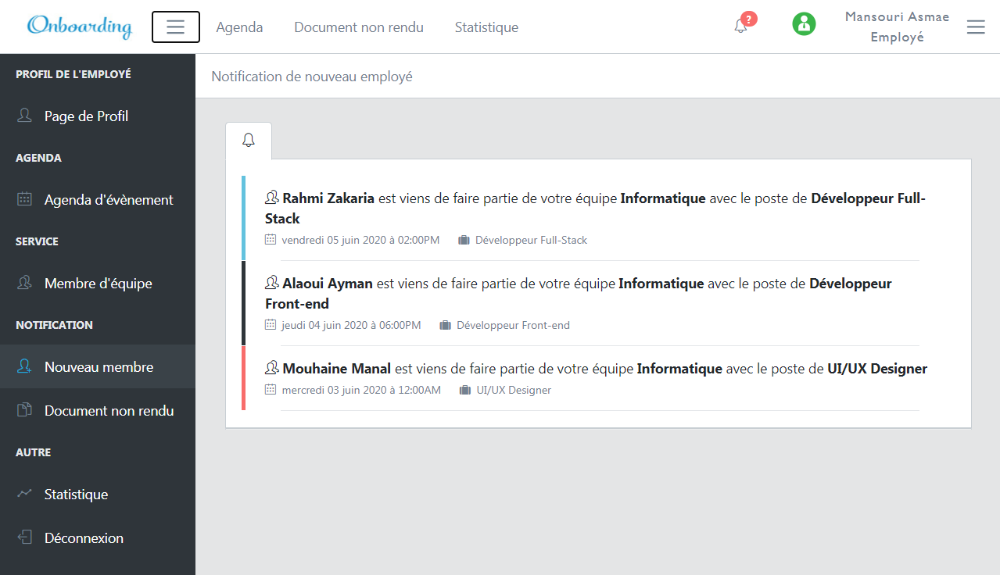 Onboarding
Agenda
Document non rendu
Statistique
?
Mansouri Asmae
Employé
PROFIL DE L'EMPLOYÉ
Page de Profil
AGENDA
Agenda d'évènement
SERVICE
Membre d'équipe
NOTIFICATION
Nouveau membre
Document non rendu
AUTRE
Statistique
Déconnexion
Notification de nouveau employé
Rahmi Zakaria est viens de faire partie de votre équipe Informatique avec le poste de Développeur Full-
Stack
vendredi 05 juin 2020 à 02:00PM Développeur Full-Stack
Alaoui Ayman est viens de faire partie de votre équipe Informatique avec le poste de Développeur
Front-end
jeudi 04 juin 2020 à 06:00PM Développeur Front-end
Mouhaine Manal est viens de faire partie de votre équipe Informatique avec le poste de UI/UX Designer
mercredi 03 juin 2020 à 12:00AM UI/UX Designer